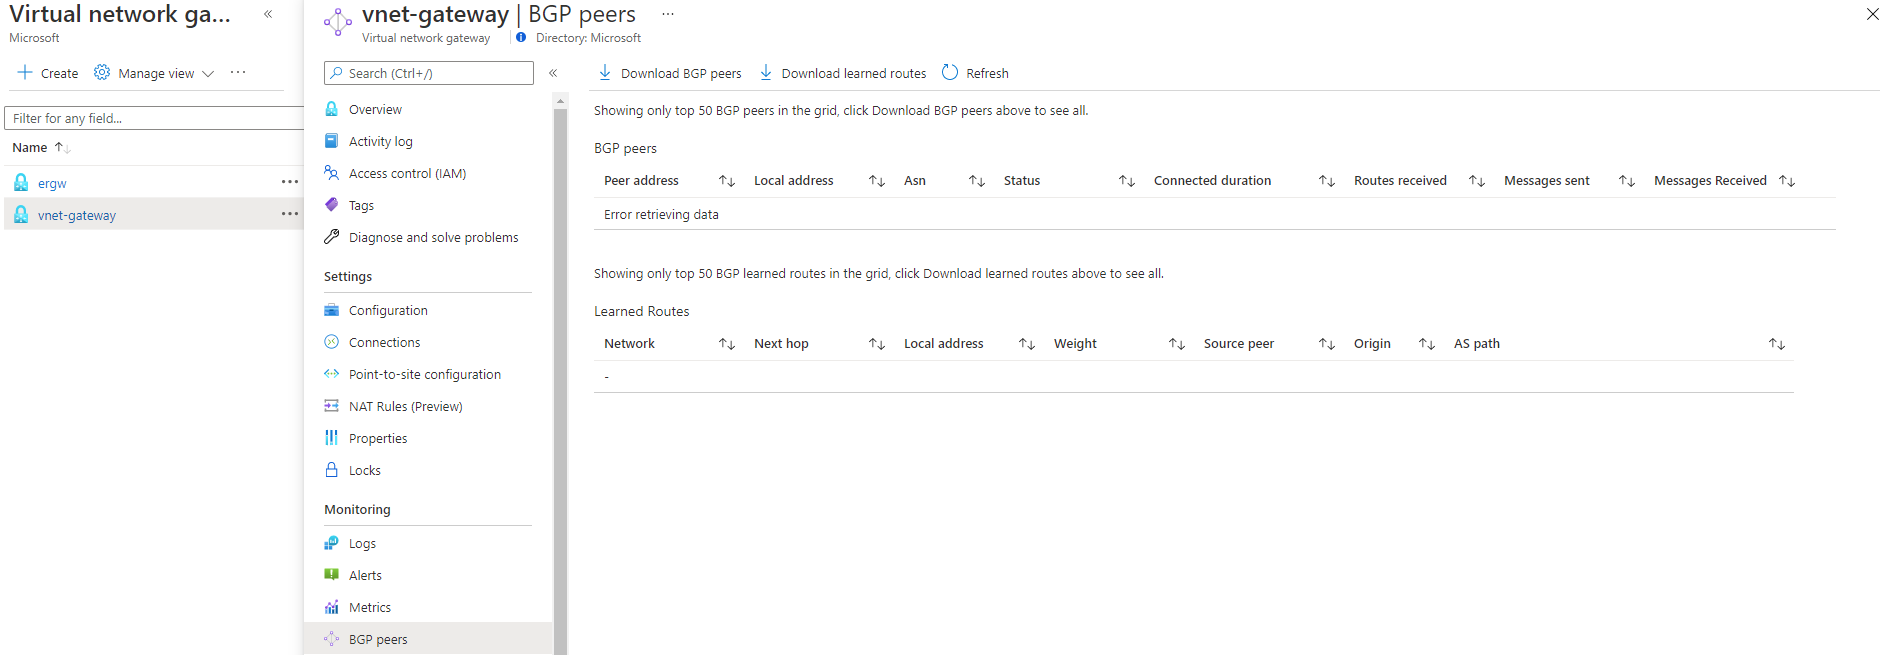 Virtual network ga... «
Microsoft
Create Manage view ...
Filter for any field...
Name ↑↓
ergw ...
vnet-gateway ...
vnet-gateway | BGP peers ...
Virtual network gateway Directory: Microsoft
Search (Ctrl+/) «
Overview
Activity log
Access control (IAM)
Tags
Diagnose and solve problems
Settings
Configuration
Connections
Point-to-site configuration
NAT Rules (Preview)
Properties
Locks
Monitoring
Logs
Alerts
Metrics
BGP peers
Download BGP peers Download learned routes Refresh
Showing only top 50 BGP peers in the grid, click Download BGP peers above to see all.
BGP peers
Peer address ↑↓ Local address ↑↓ Asn ↑↓ Status ↑↓ Connected duration ↑↓ Routes received ↑↓ Messages sent ↑↓ Messages Received ↑↓
Error retrieving data
Showing only top 50 BGP learned routes in the grid, click Download learned routes above to see all.
Learned Routes
Network ↑↓ Next hop ↑↓ Local address ↑↓ Weight ↑↓ Source peer ↑↓ Origin ↑↓ AS path ↑↓
-